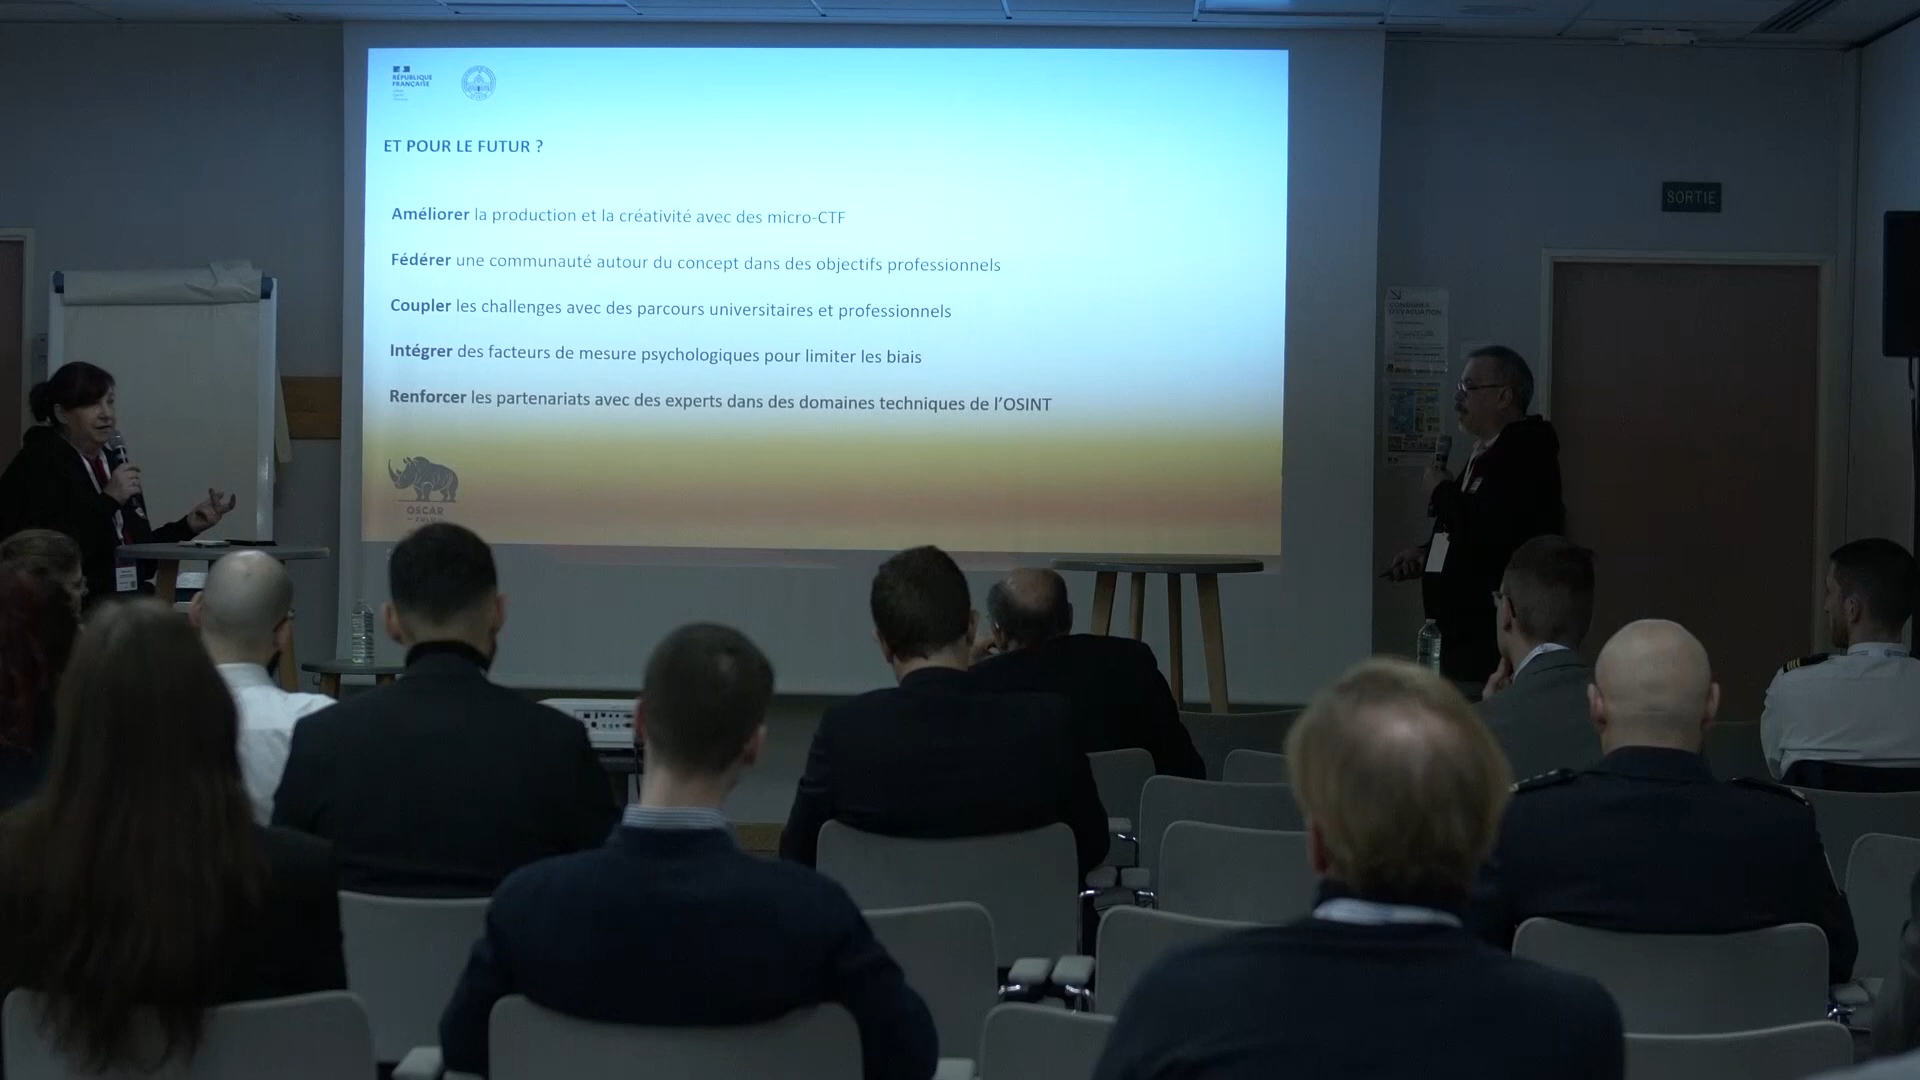 RÉPUBLIQUE
FRANÇAISE
ET POUR LE FUTUR ?
Améliorer la production et la créativité avec des micro-CTF
Fédérer une communauté autour du concept dans des objectifs professionnels
Coupler les challenges avec des parcours universitaires et professionnels
Intégrer des facteurs de mesure psychologiques pour limiter les biais
Renforcer les partenariats avec des experts dans des domaines techniques de l'OSINT
OSCAR
SORTIE
CONSIGNES
D'ÉVACUATION